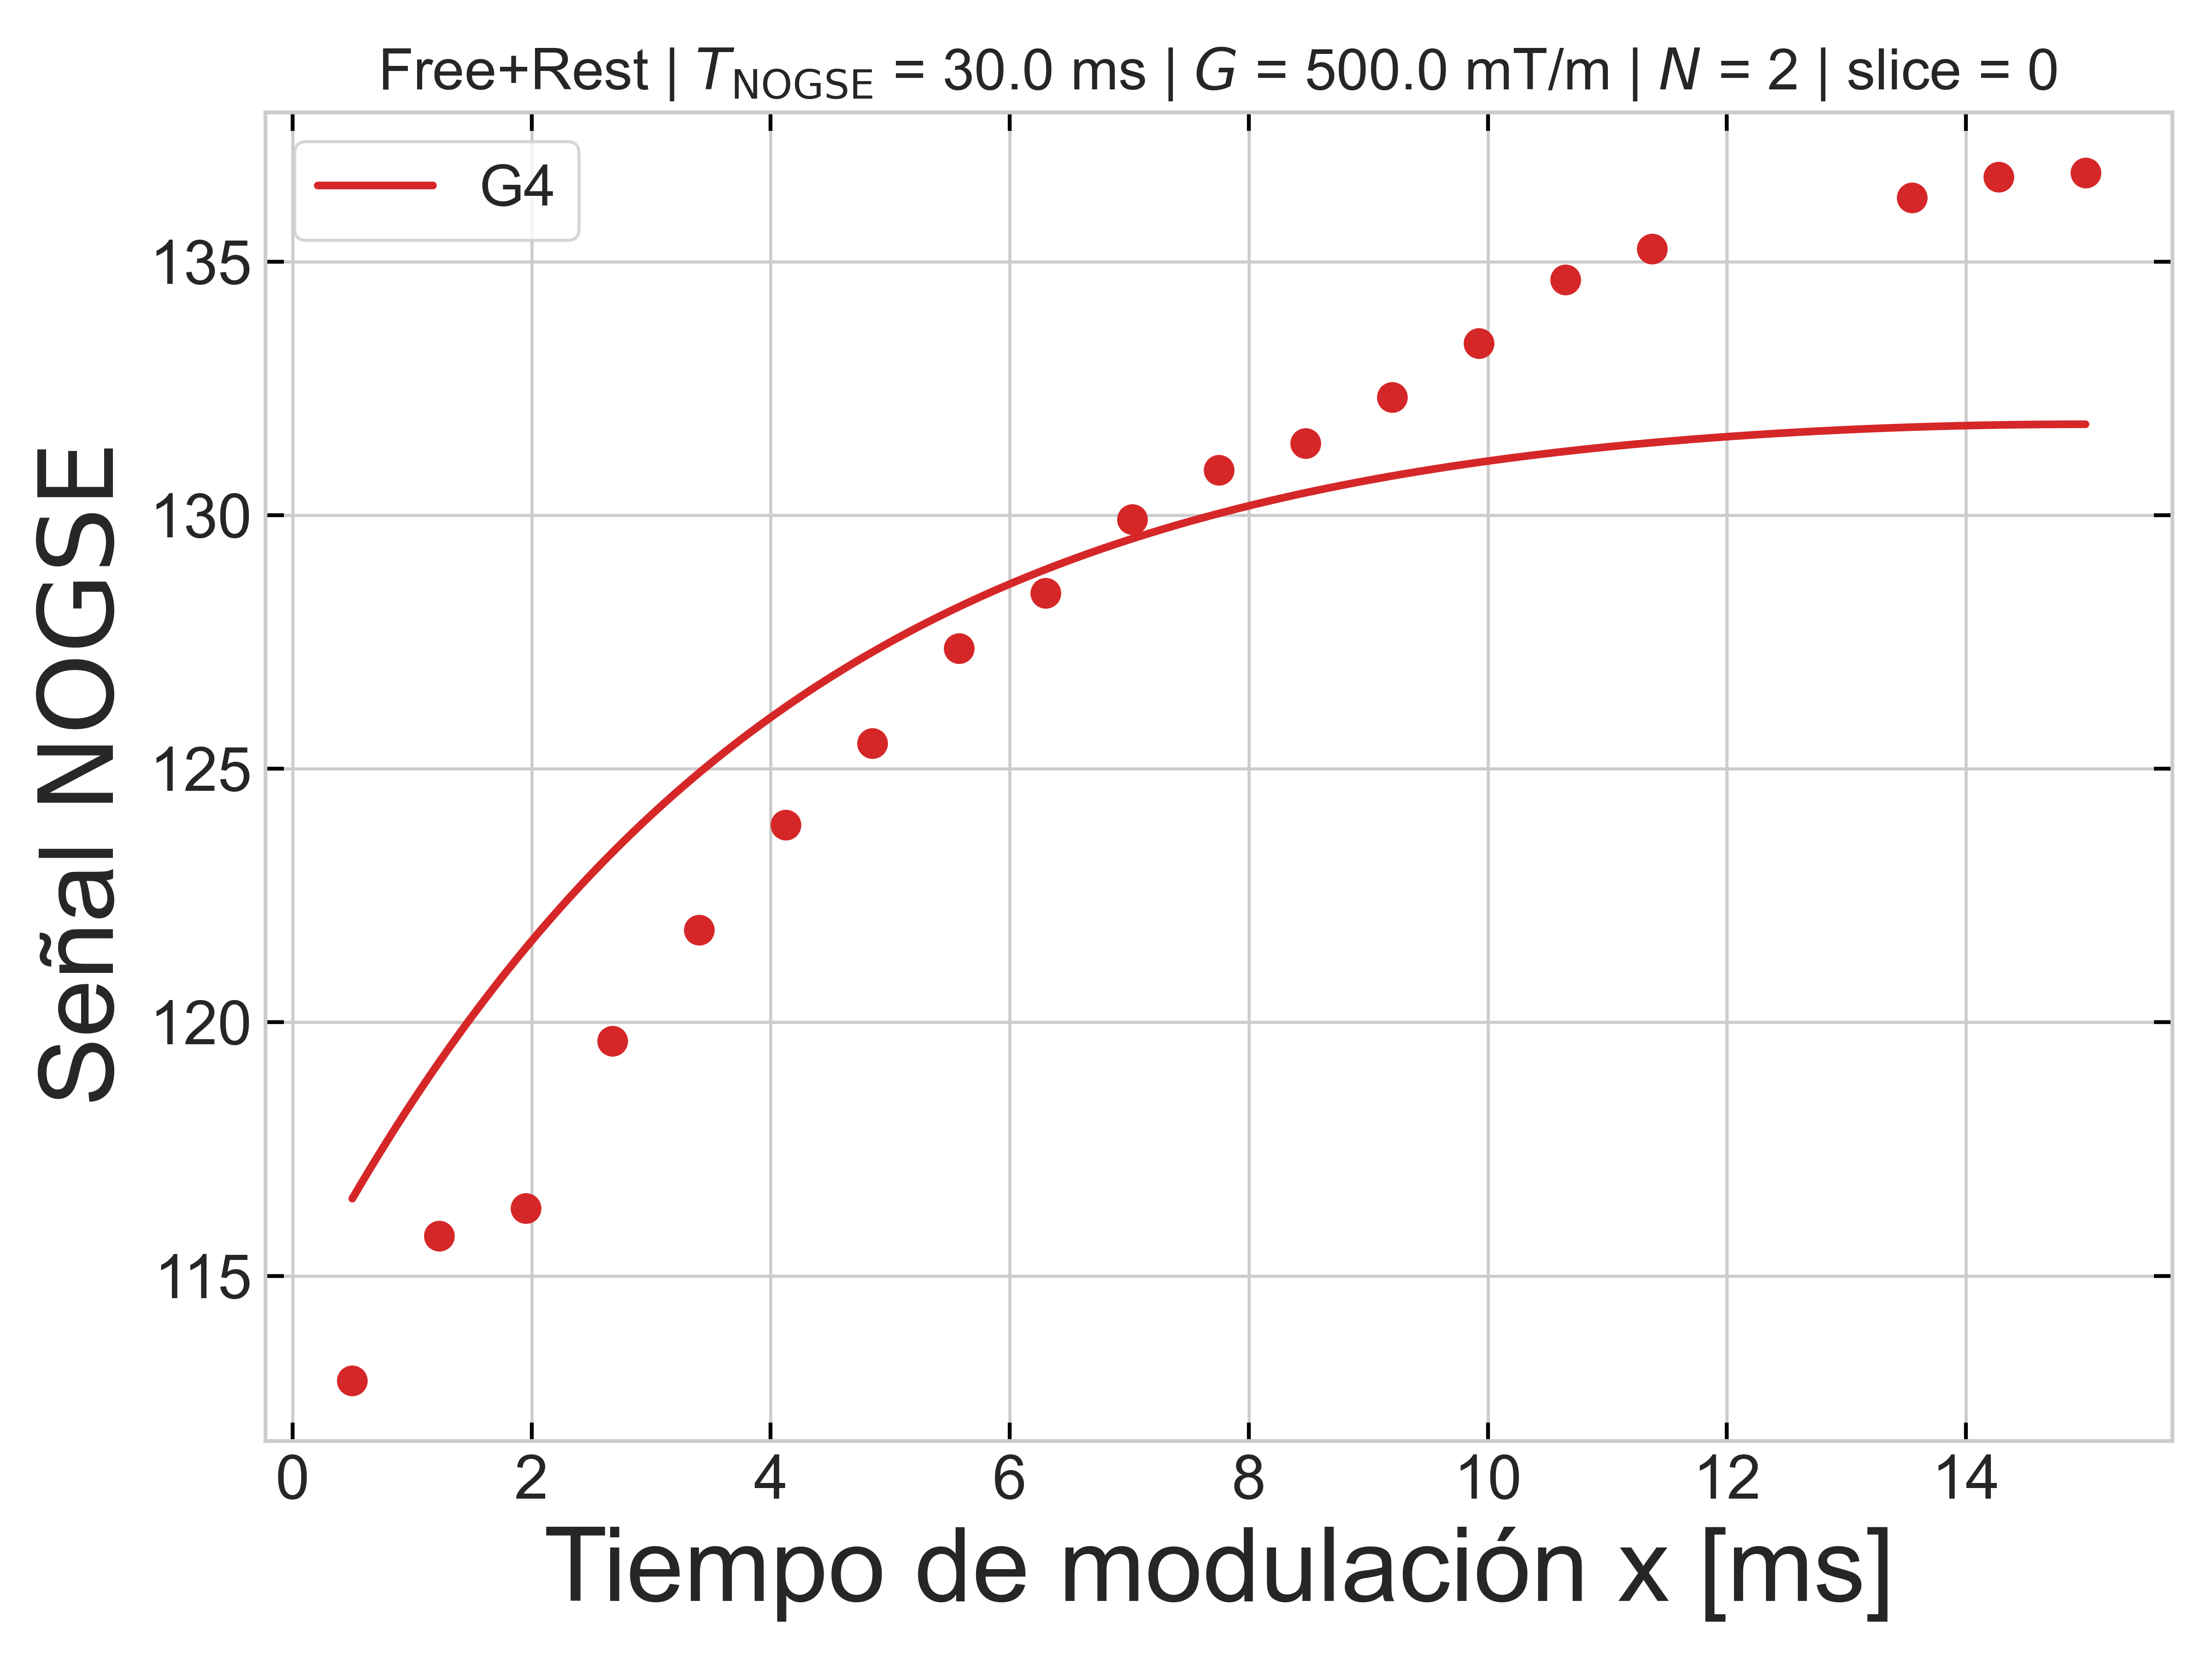 Free+Rest | T_NOGSE = 30.0 ms | G = 500.0 mT/m | N = 2 | slice = 0
G4
135
130
125
120
115
Señal NOGSE
0 2 4 6 8 10 12 14
Tiempo de modulación x [ms]